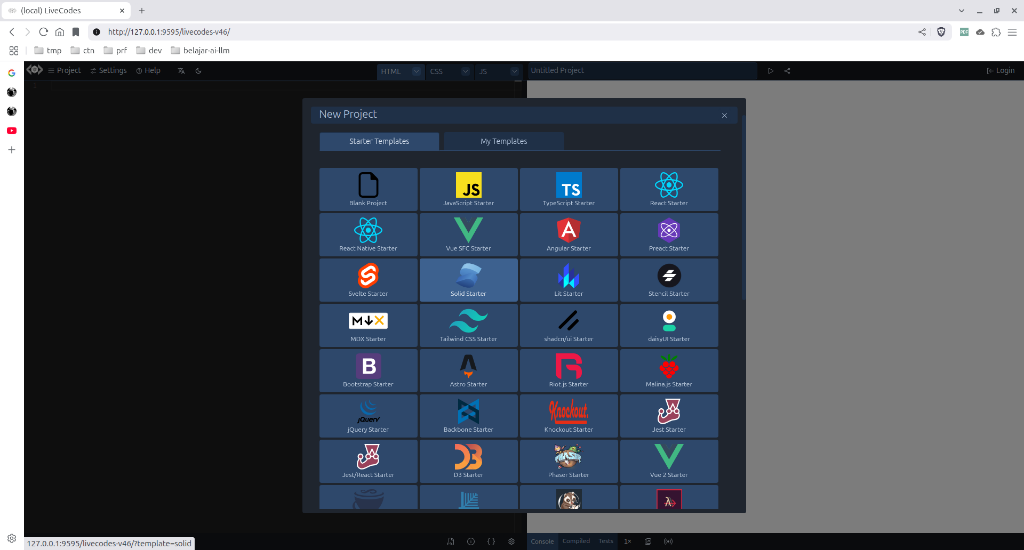 (local) LiveCodes
http://127.0.0.1:9595/livecodes-v46/
tmp
ctn
prf
dev
belajar-ai-llm
Project
Settings
Help
HTML
CSS
JS
Untitled Project
Login
New Project
Starter Templates
My Templates
Blank Project
JS
JavaScript Starter
TS
TypeScript Starter
React Starter
React Native Starter
Vue SFC Starter
Angular Starter
Preact Starter
Svelte Starter
Solid Starter
Lit Starter
Stencil Starter
MDX Starter
Tailwind CSS Starter
shadcn/ui Starter
daisyUI Starter
B
Bootstrap Starter
Astro Starter
Riot.js Starter
Malina.js Starter
jQuery
jQuery Starter
Backbone Starter
Knockout.
Knockout Starter
Jest Starter
Jest/React Starter
D3 Starter
Phaser Starter
Vue 2 Starter
127.0.0.1:9595/livecodes-v46/?template=solid
Console
Compiled
Tests
1×